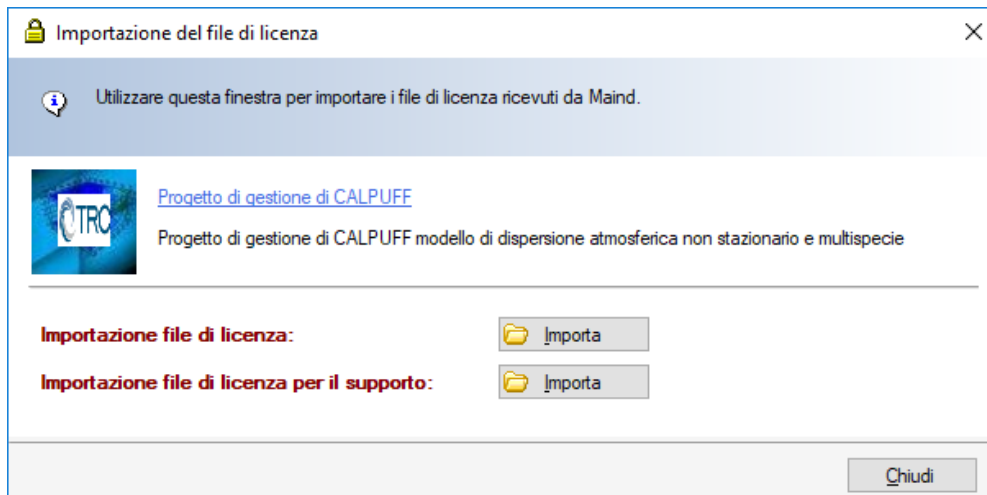 Importazione del file di licenza
Utilizzare questa finestra per importare i file di licenza ricevuti da Maind.
TRC
Progetto di gestione di CALPUFF
Progetto di gestione di CALPUFF modello di dispersione atmosferica non stazionario e multispecie
Importazione file di licenza: Importa
Importazione file di licenza per il supporto: Importa
Chiudi